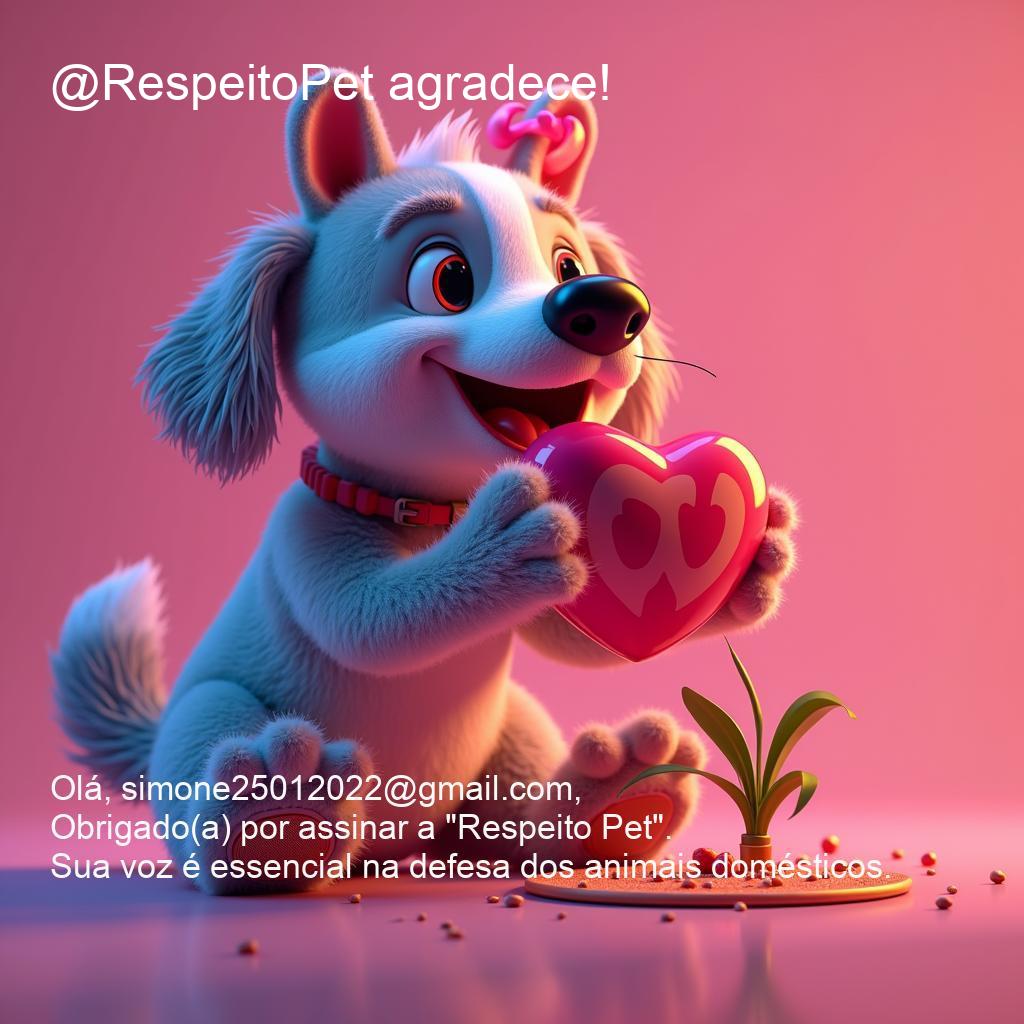 @RespeitoPet agradece!
Olá, simone25012022@gmail.com,
Obrigado(a) por assinar a "Respeito Pet".
Sua voz é essencial na defesa dos animais domésticos.